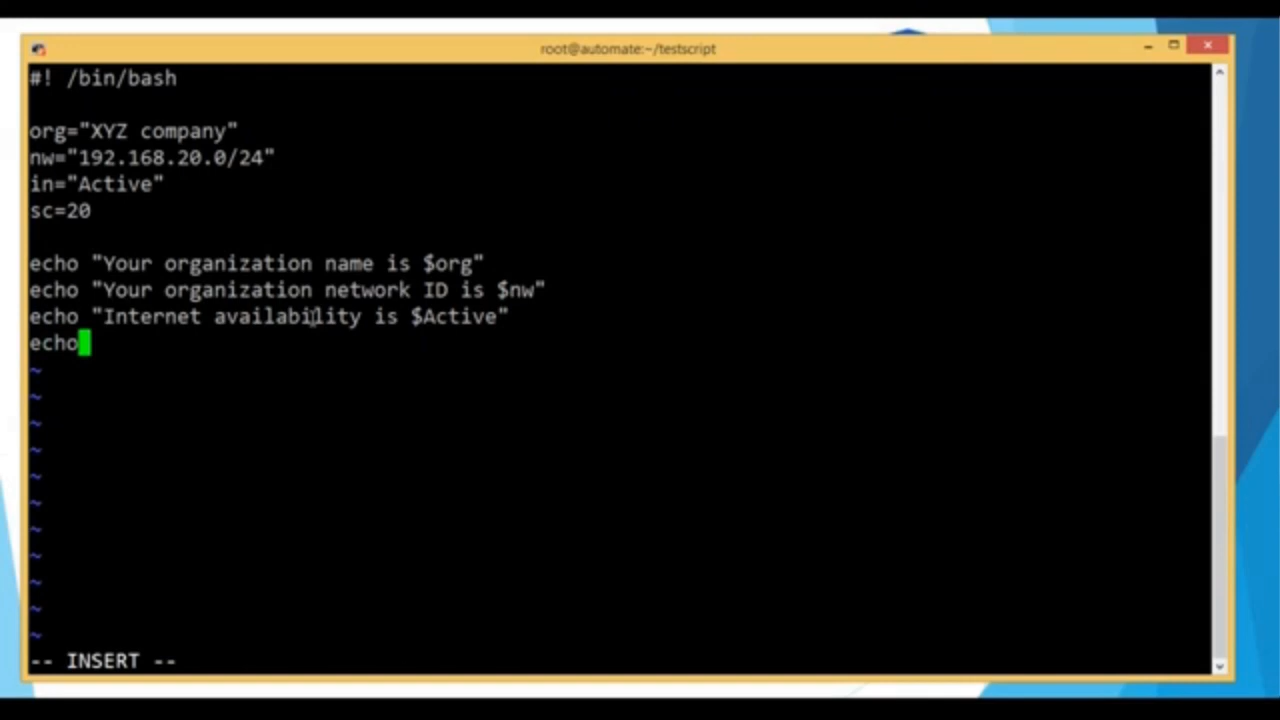 root@automate:~/testscript
#! /bin/bash
org="XYZ company"
nw="192.168.20.0/24"
in="Active"
sc=20
echo "Your organization name is $org"
echo "Your organization network ID is $nw"
echo "Internet availability is $Active"
echo
~
~
~
~
~
~
~
~
~
~
~
-- INSERT --